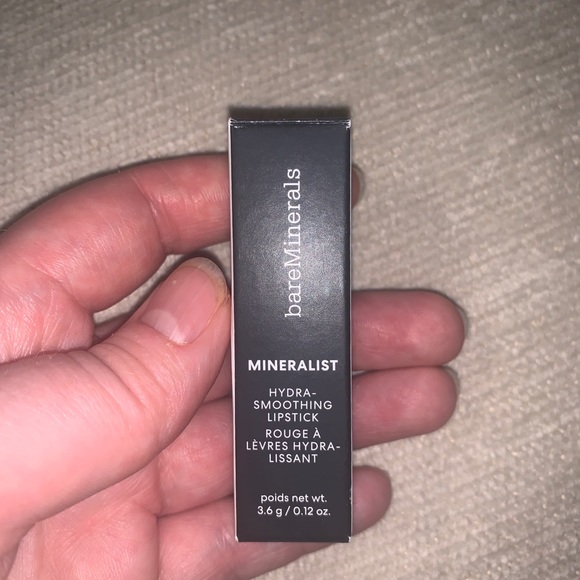 bareMinerals
MINERALIST
HYDRA-
SMOOTHING
LIPSTICK
ROUGE À
LÈVRES HYDRA-
LISSANT
poids net wt.
3.6 g / 0.12 oz.